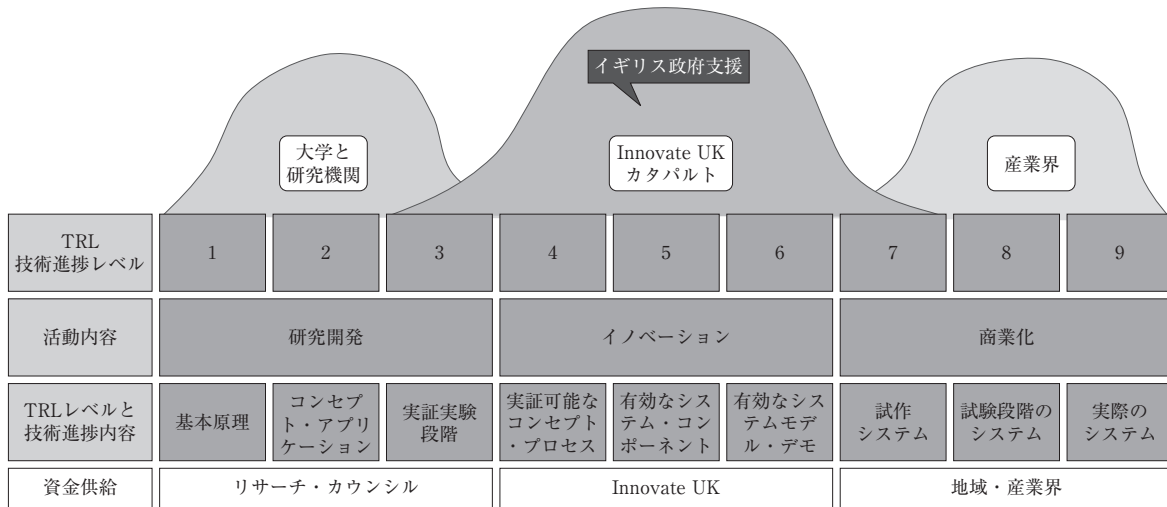 イギリス政府支援
大学と
研究機関
Innovate UK
カタパルト
産業界
TRL
技術進捗レベル
1
2
3
4
5
6
7
8
9
活動内容
研究開発
イノベーション
商業化
TRLレベルと
技術進捗内容
基本原理
コンセプ
ト・アプリ
ケーション
実証実験
段階
実証可能な
コンセプト
・プロセス
有効なシス
テム・コン
ポーネント
有効なシス
テムモデ
ル・デモ
試作
システム
試験段階の
システム
実際の
システム
資金供給
リサーチ・カウンシル
Innovate UK
地域・産業界